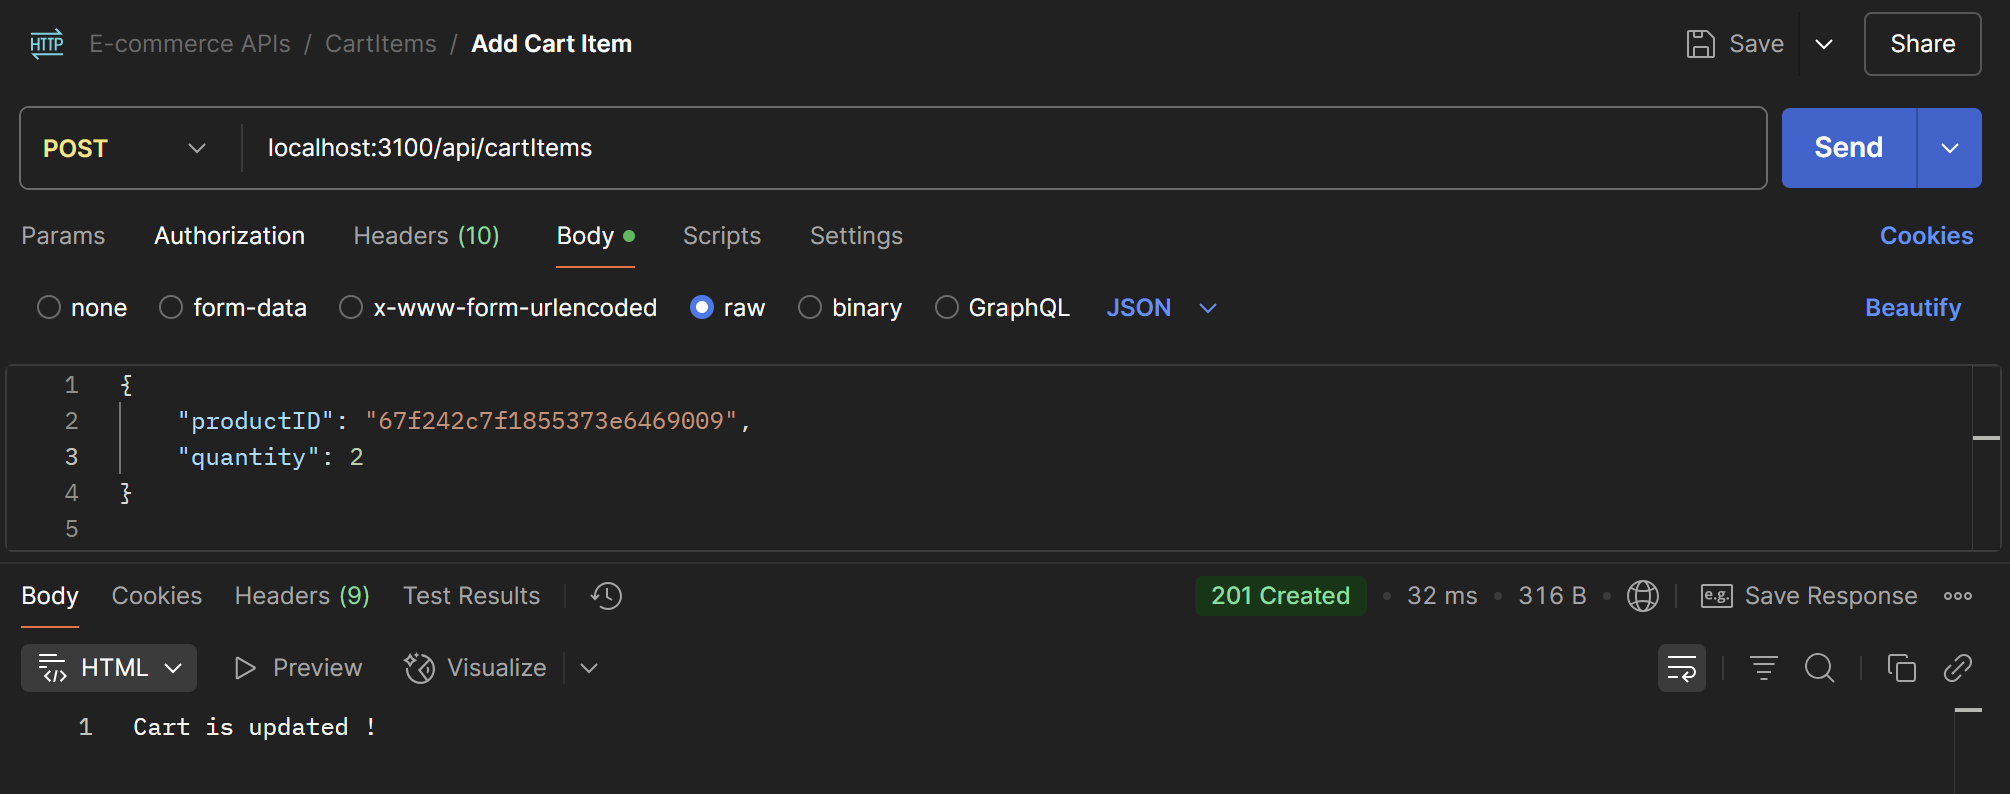 HTTP E-commerce APIs / CartItems / Add Cart Item Save Share
POST localhost:3100/api/cartItems Send
Params Authorization Headers (10) Body Scripts Settings Cookies
none form-data x-www-form-urlencoded raw binary GraphQL JSON Beautify
1 {
2 "productID": "67f242c7f1855373e6469009",
3 "quantity": 2
4 }
5
Body Cookies Headers (9) Test Results 201 Created • 32 ms • 316 B • e.g. Save Response
HTML Preview Visualize
1 Cart is updated !